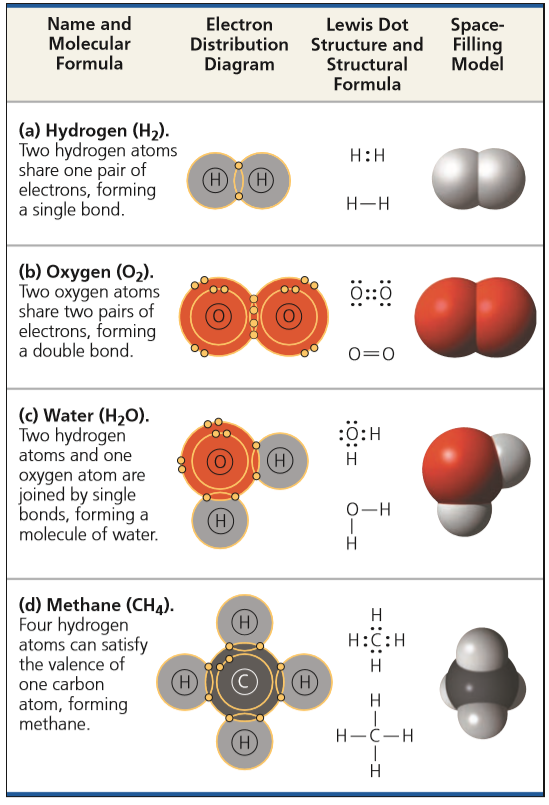 Name and
Molecular
Formula
Electron
Distribution
Diagram
Lewis Dot
Structure and
Structural
Formula
Space-
Filling
Model
(a) Hydrogen (H₂).
Two hydrogen atoms
share one pair of
electrons, forming
a single bond.
H H
H:H
H—H
(b) Oxygen (O₂).
Two oxygen atoms
share two pairs of
electrons, forming
a double bond.
O O
Ö::Ö
O=O
(c) Water (H₂O).
Two hydrogen
atoms and one
oxygen atom are
joined by single
bonds, forming a
molecule of water.
O H
H
:Ö:H
H
O—H
H
(d) Methane (CH₄).
Four hydrogen
atoms can satisfy
the valence of
one carbon
atom, forming
methane.
H
H C H
H
H
H:C:H
H
H
H—C—H
H